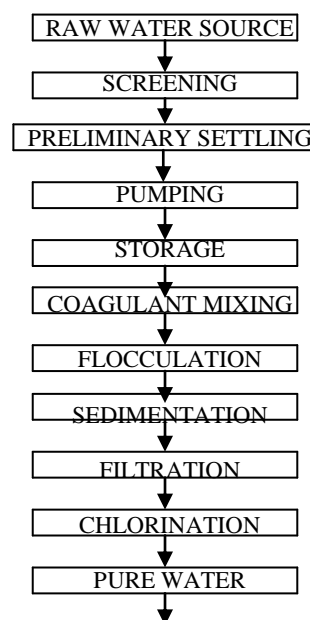 RAW WATER SOURCE
SCREENING
PRELIMINARY SETTLING
PUMPING
STORAGE
COAGULANT MIXING
FLOCCULATION
SEDIMENTATION
FILTRATION
CHLORINATION
PURE WATER